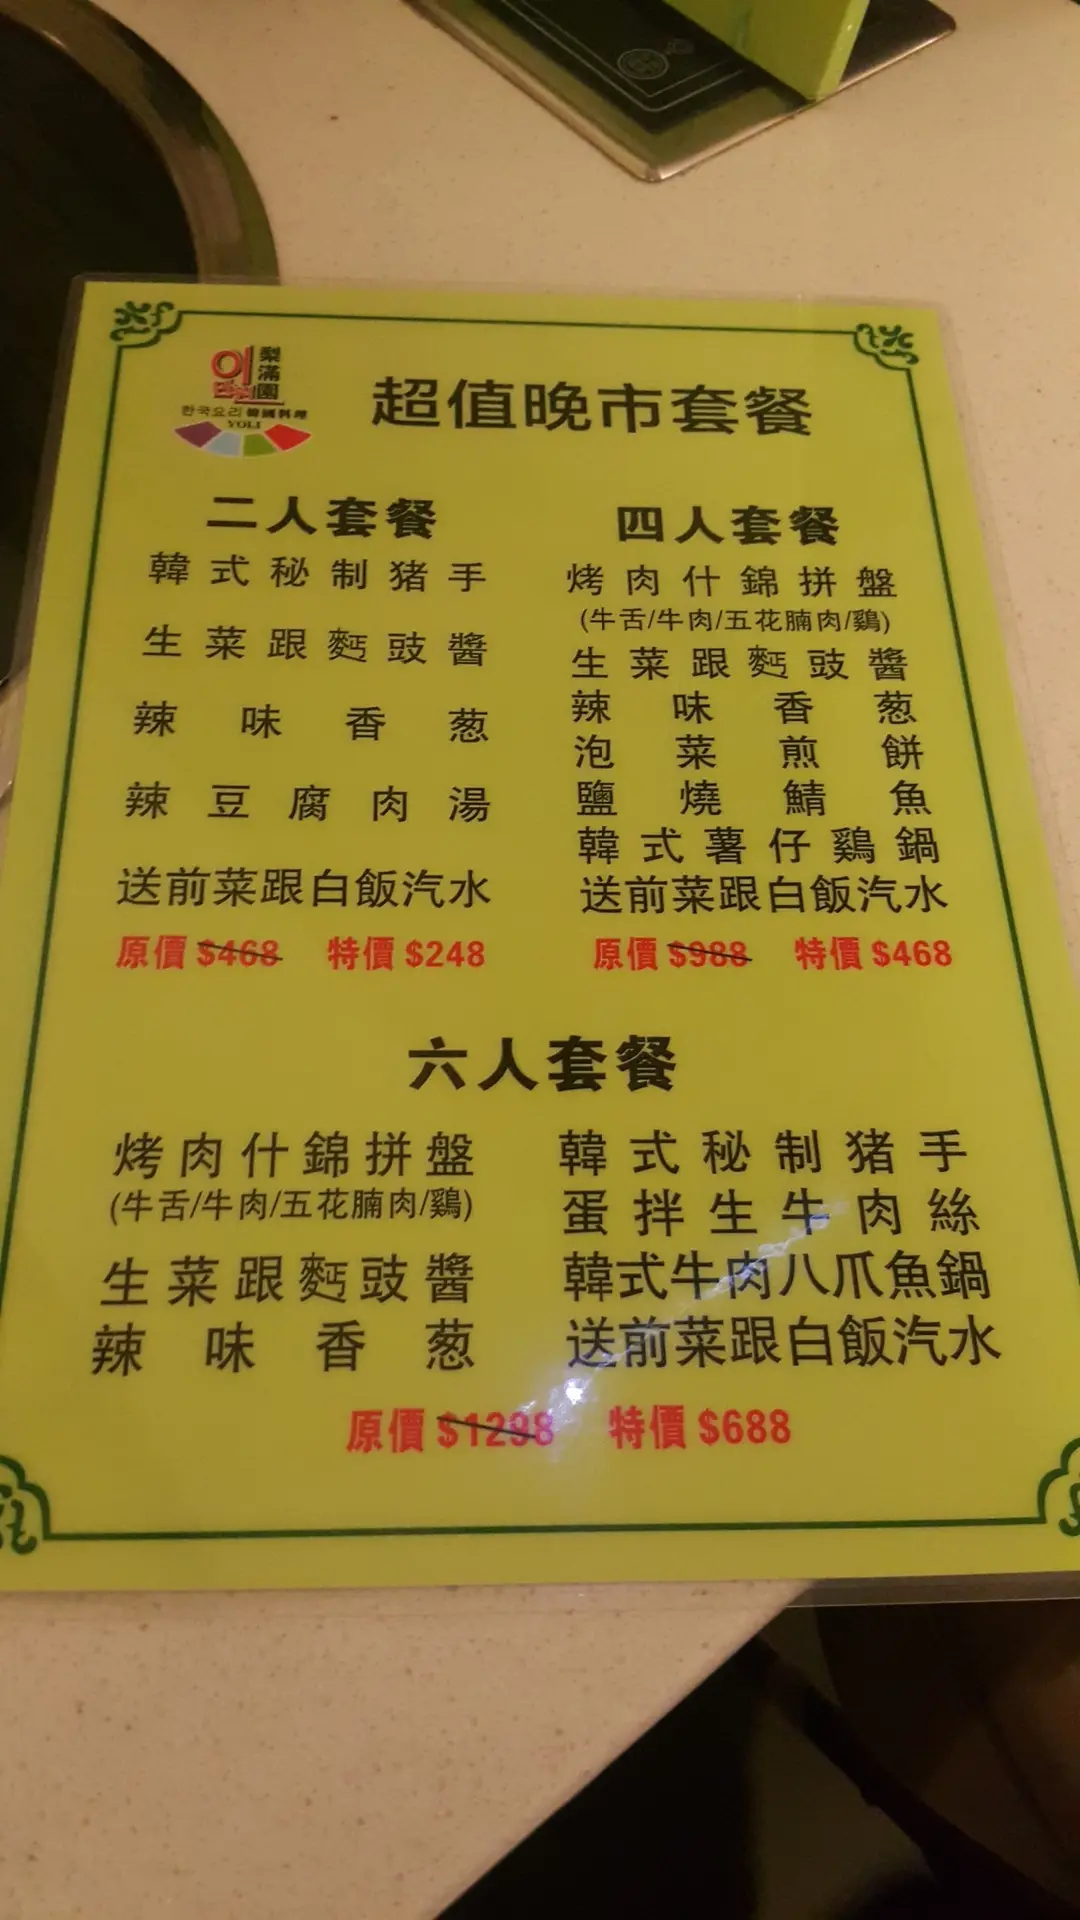 이
梨滿園
한국요리 韓國料理
YOLI
超值晚市套餐
二人套餐
韓式秘制猪手
生菜跟麫豉醬
辣味香葱
辣豆腐肉湯
送前菜跟白飯汽水
原價 $468 特價 $248
四人套餐
烤肉什錦拼盤
(牛舌/牛肉/五花腩肉/鷄)
生菜跟麫豉醬
辣味香葱
泡菜煎餅
鹽燒鯖魚
韓式薯仔鷄鍋
送前菜跟白飯汽水
原價 $988 特價 $468
六人套餐
烤肉什錦拼盤
(牛舌/牛肉/五花腩肉/鷄)
生菜跟麫豉醬
辣味香葱
韓式秘制猪手
蛋拌生牛肉絲
韓式牛肉八爪魚鍋
送前菜跟白飯汽水
原價 $1298 特價 $688